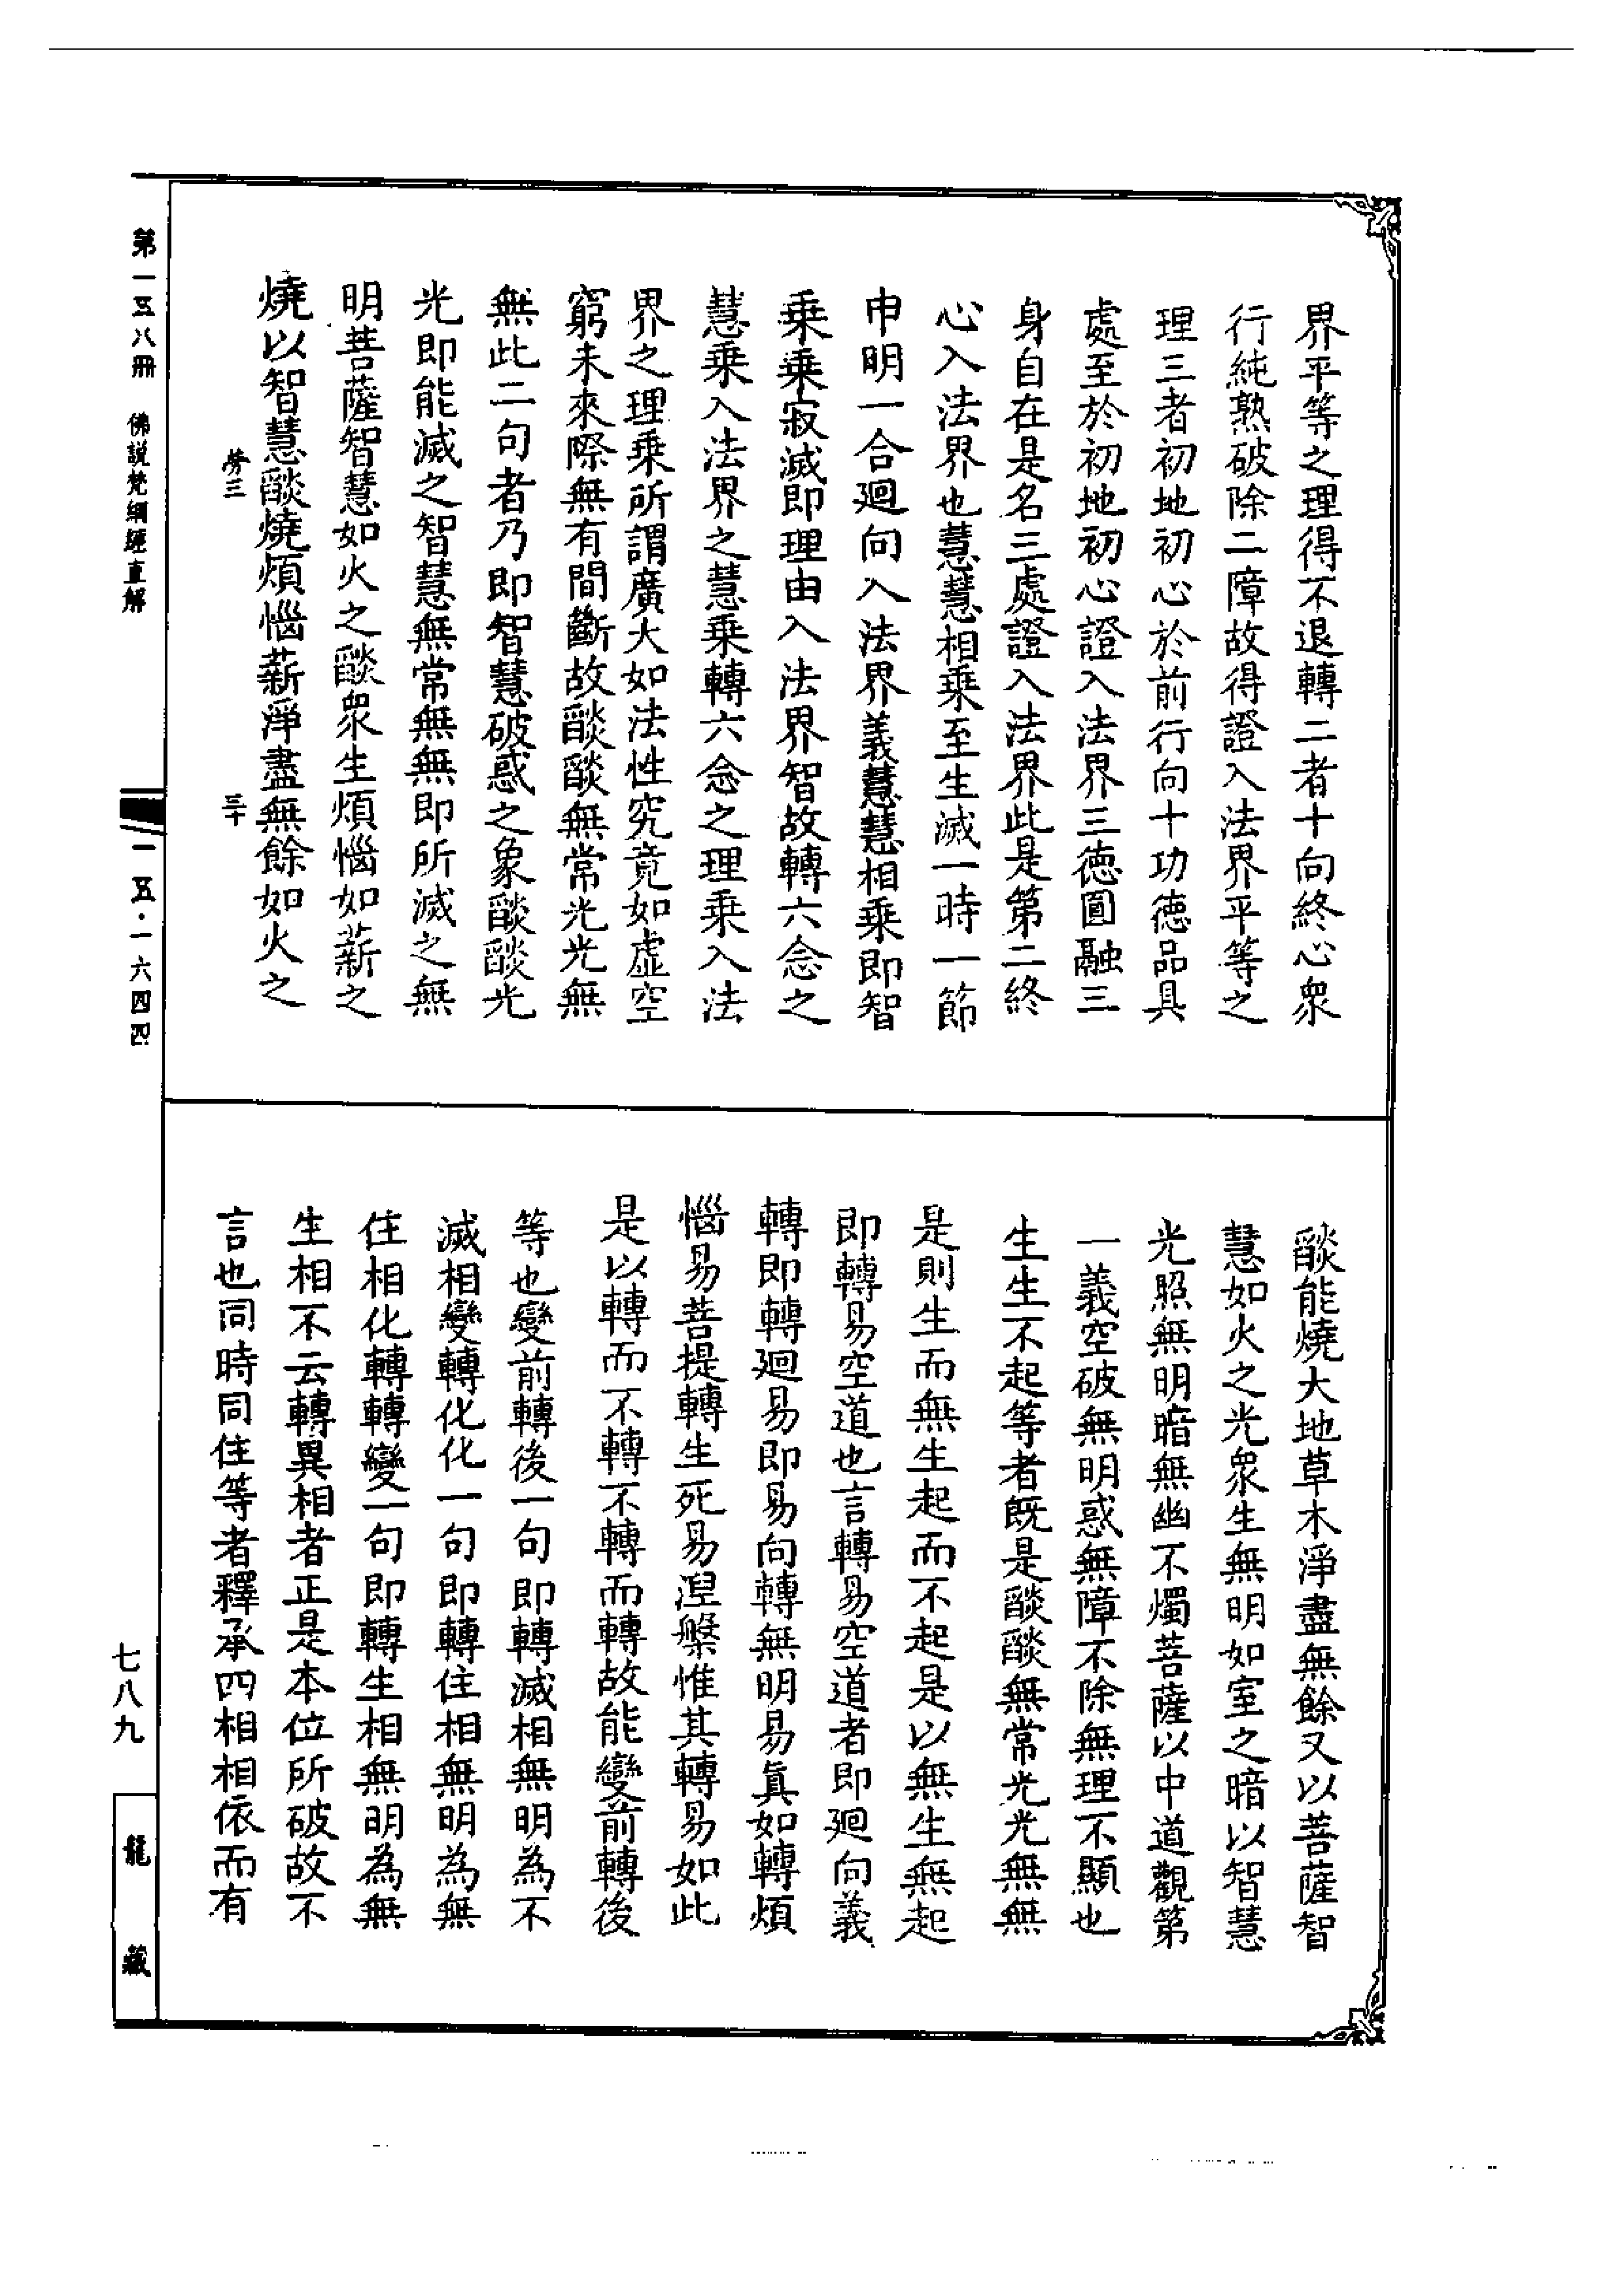 界平等之理得不退轉二者十向終心衆
行純熟破除二障故得證入法界平等之
理三者初地初心於前行向十功德品具
處至於初地初心證入法界三德圓融三
身自在是名三處證入法界此是第二終
心入法界也慧慧相乗至生滅一時一節
申明一合廻向入法界義慧慧相乗即智
乗乗寂滅即理由入法界智故轉六念之
慧乗入法界之慧乗轉六念之理乗入法
界之理乗所謂廣大如法性究竟如虛空
窮未來際無有間斷故燄燄無常光光無
無此二句者乃即智慧破惑之象燄燄光
光即能滅之智慧無常無無即所滅之無
明菩薩智慧如火之燄衆生煩惱如薪之
燒以智慧燄燒煩惱薪淨盡無餘如火之
勞三
三十
燄能燒大地草木淨盡無餘又以菩薩智
慧如火之光衆生無明如室之暗以智慧
光照無明暗無幽不燭菩薩以中道觀第
一義空破無明惑無障不除無理不顯也
生生不起等者既是燄燄無常光光無無
是則生而無生起而不起是以無生無起
即轉易空道也言轉易空道者即廻向義
轉即轉廻易即易向轉無明易眞如轉煩
惱易菩提轉生死易涅槃惟其轉易如此
是以轉而不轉不轉而轉故能變前轉後
等也變前轉後一句即轉滅相無明為不
滅相變轉化化一句即轉住相無明為無
住相化轉轉變一句即轉生相無明為無
生相不云轉異相者正是本位所破故不
言也同時同住等者釋承四相相依而有
第一五八冊
佛説梵綱經直解
一五·一六四四
七八九
龍藏